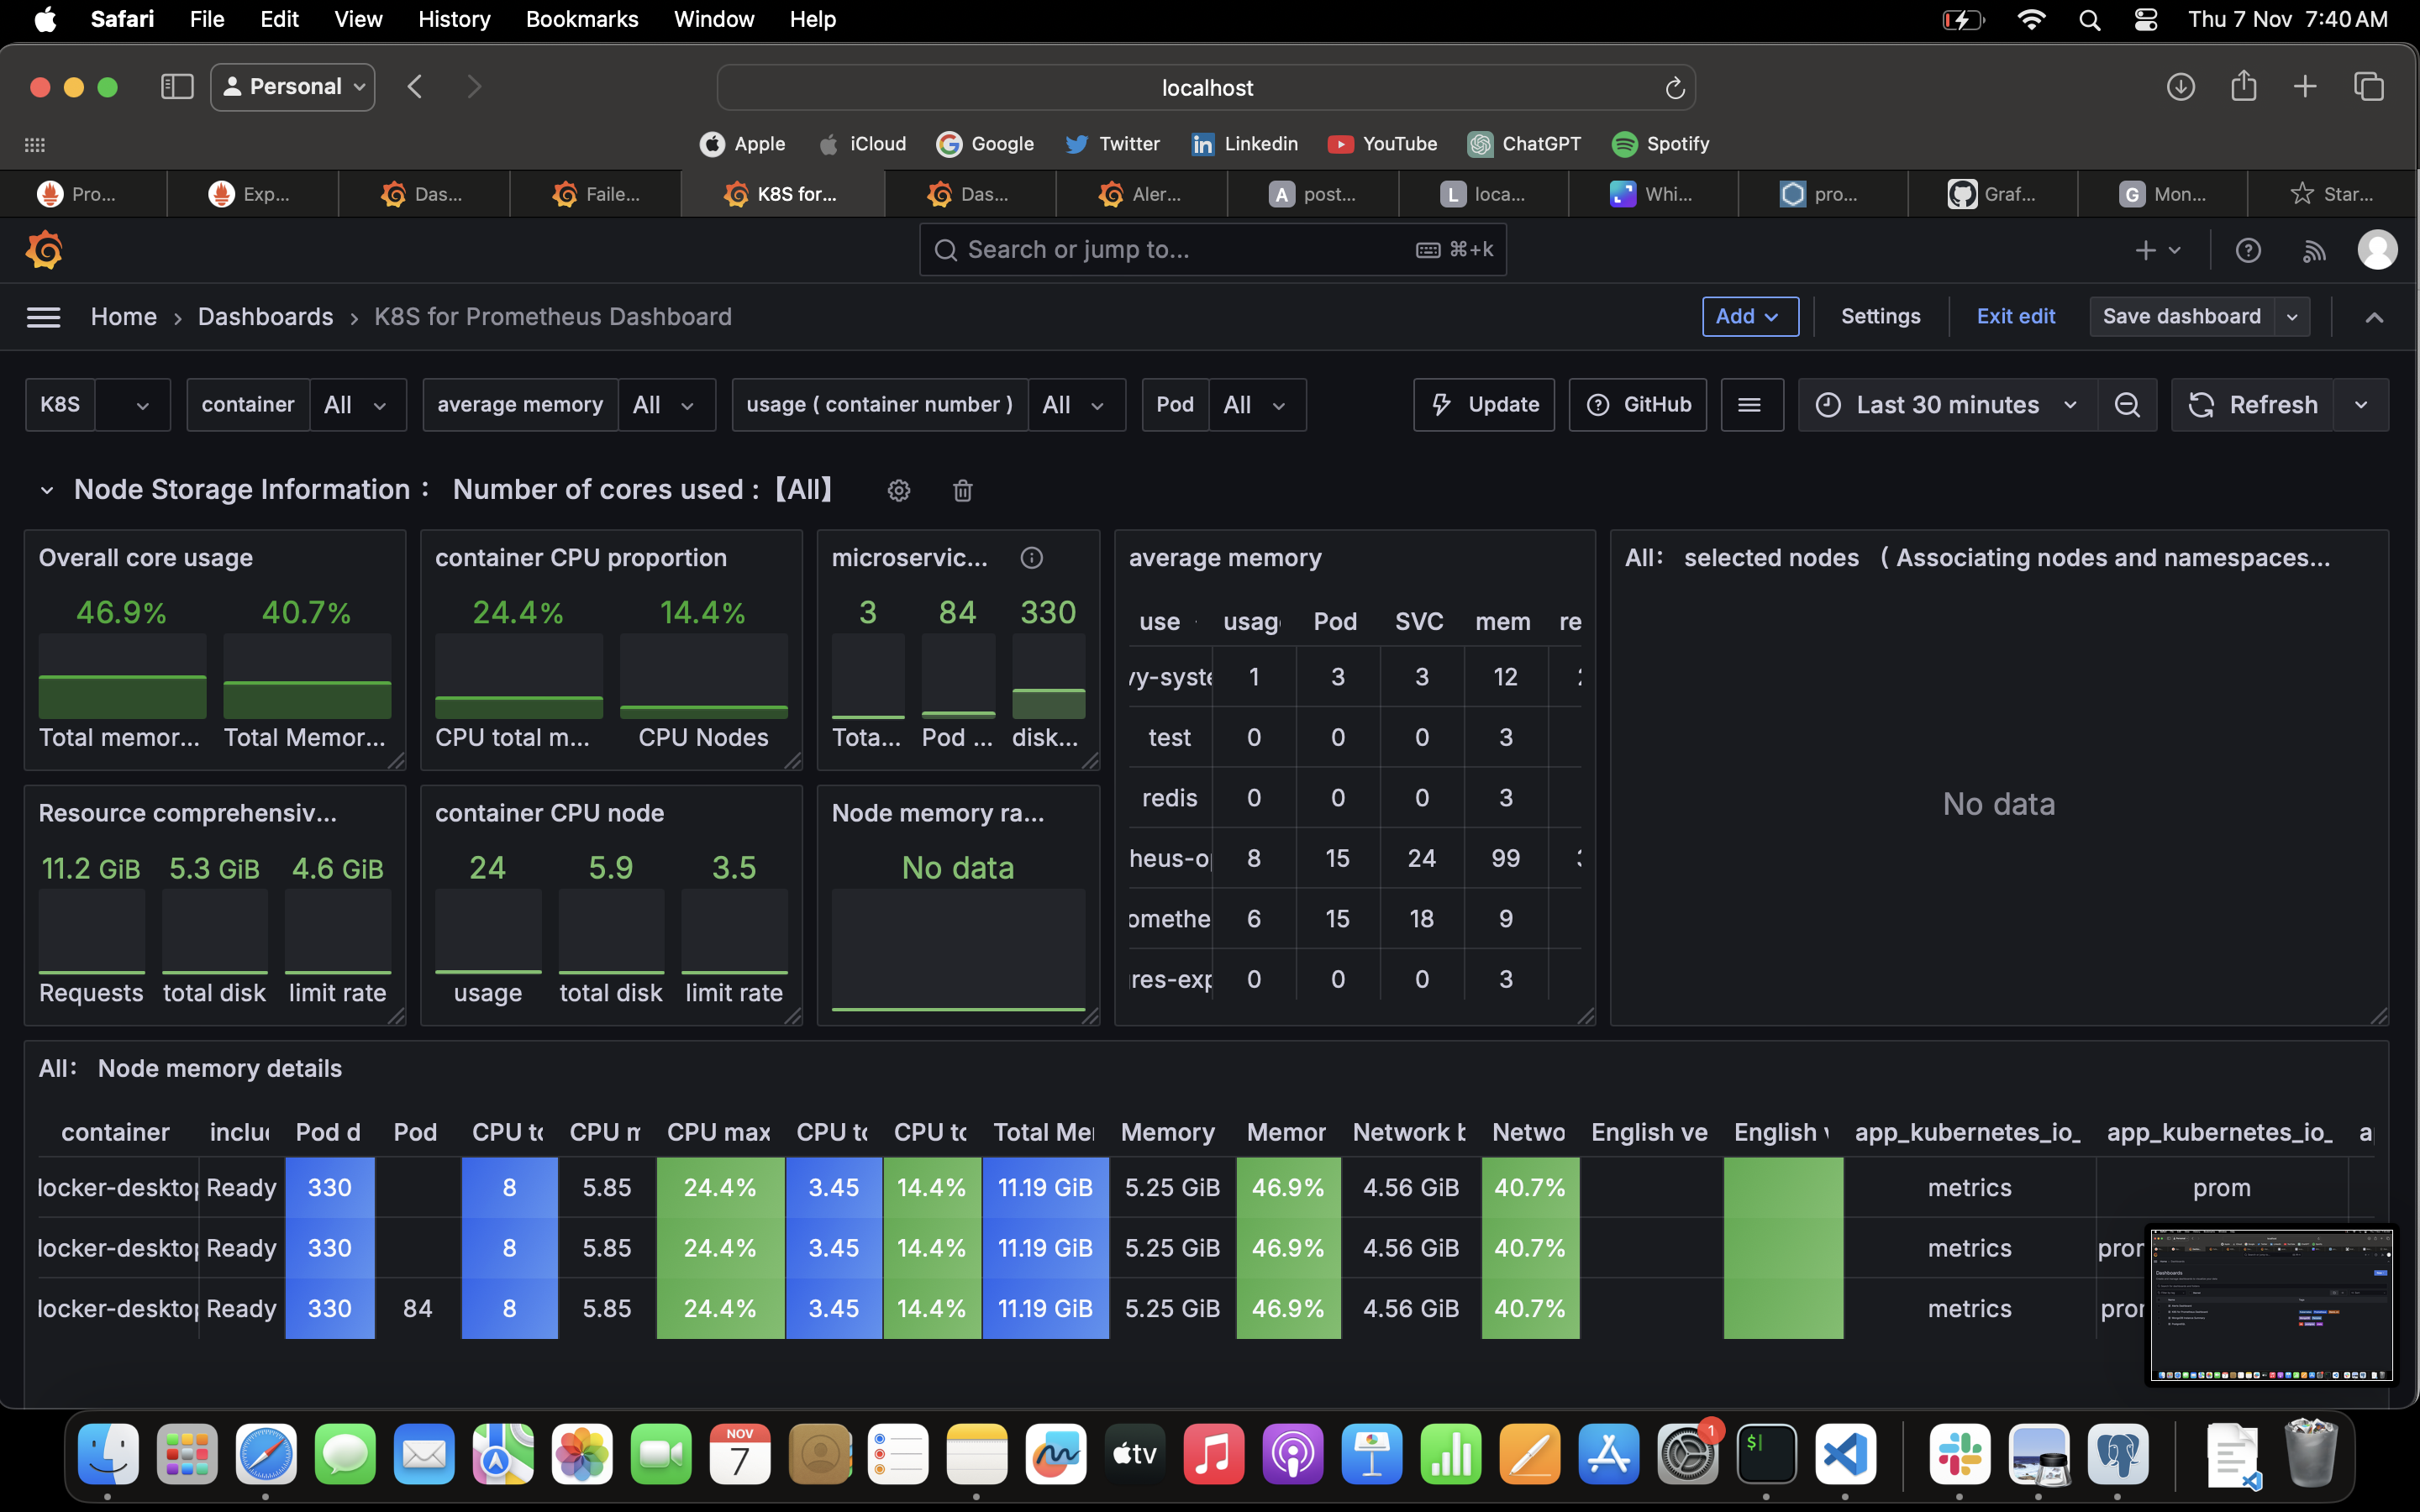 Safari File Edit View History Bookmarks Window Help Thu 7 Nov 7:40 AM
Personal localhost
Apple iCloud Google Twitter Linkedin YouTube ChatGPT Spotify
Pro... Exp... Das... Faile... K8S for... Das... Aler... A post... L loca... Whi... pro... Graf... G Mon... Star...
Search or jump to... ⌘+k
Home › Dashboards › K8S for Prometheus Dashboard Add Settings Exit edit Save dashboard
K8S container All average memory All usage ( container number ) All Pod All Update GitHub Last 30 minutes Refresh
Node Storage Information： Number of cores used :【All】
Overall core usage
46.9% 40.7%
Total memor... Total Memor...
container CPU proportion
24.4% 14.4%
CPU total m... CPU Nodes
microservic...
3 84 330
Tota... Pod ... disk...
average memory
use usag Pod SVC mem re
vy-syste 1 3 3 12
test 0 0 0 3
redis 0 0 0 3
heus-op 8 15 24 99
omethe 6 15 18 9
res-exp 0 0 0 3
All： selected nodes （ Associating nodes and namespaces...
No data
Resource comprehensiv...
11.2 GiB 5.3 GiB 4.6 GiB
Requests total disk limit rate
container CPU node
24 5.9 3.5
usage total disk limit rate
Node memory ra...
No data
All： Node memory details
container inclu Pod d Pod CPU to CPU m CPU max CPU to CPU to Total Me Memory Memor Network b Netwo English ve English v app_kubernetes_io_ app_kubernetes_io_ a
locker-desktop Ready 330 8 5.85 24.4% 3.45 14.4% 11.19 GiB 5.25 GiB 46.9% 4.56 GiB 40.7% metrics prom
locker-desktop Ready 330 8 5.85 24.4% 3.45 14.4% 11.19 GiB 5.25 GiB 46.9% 4.56 GiB 40.7% metrics pror
locker-desktop Ready 330 84 8 5.85 24.4% 3.45 14.4% 11.19 GiB 5.25 GiB 46.9% 4.56 GiB 40.7% metrics pror
NOV
7
tv
1
$